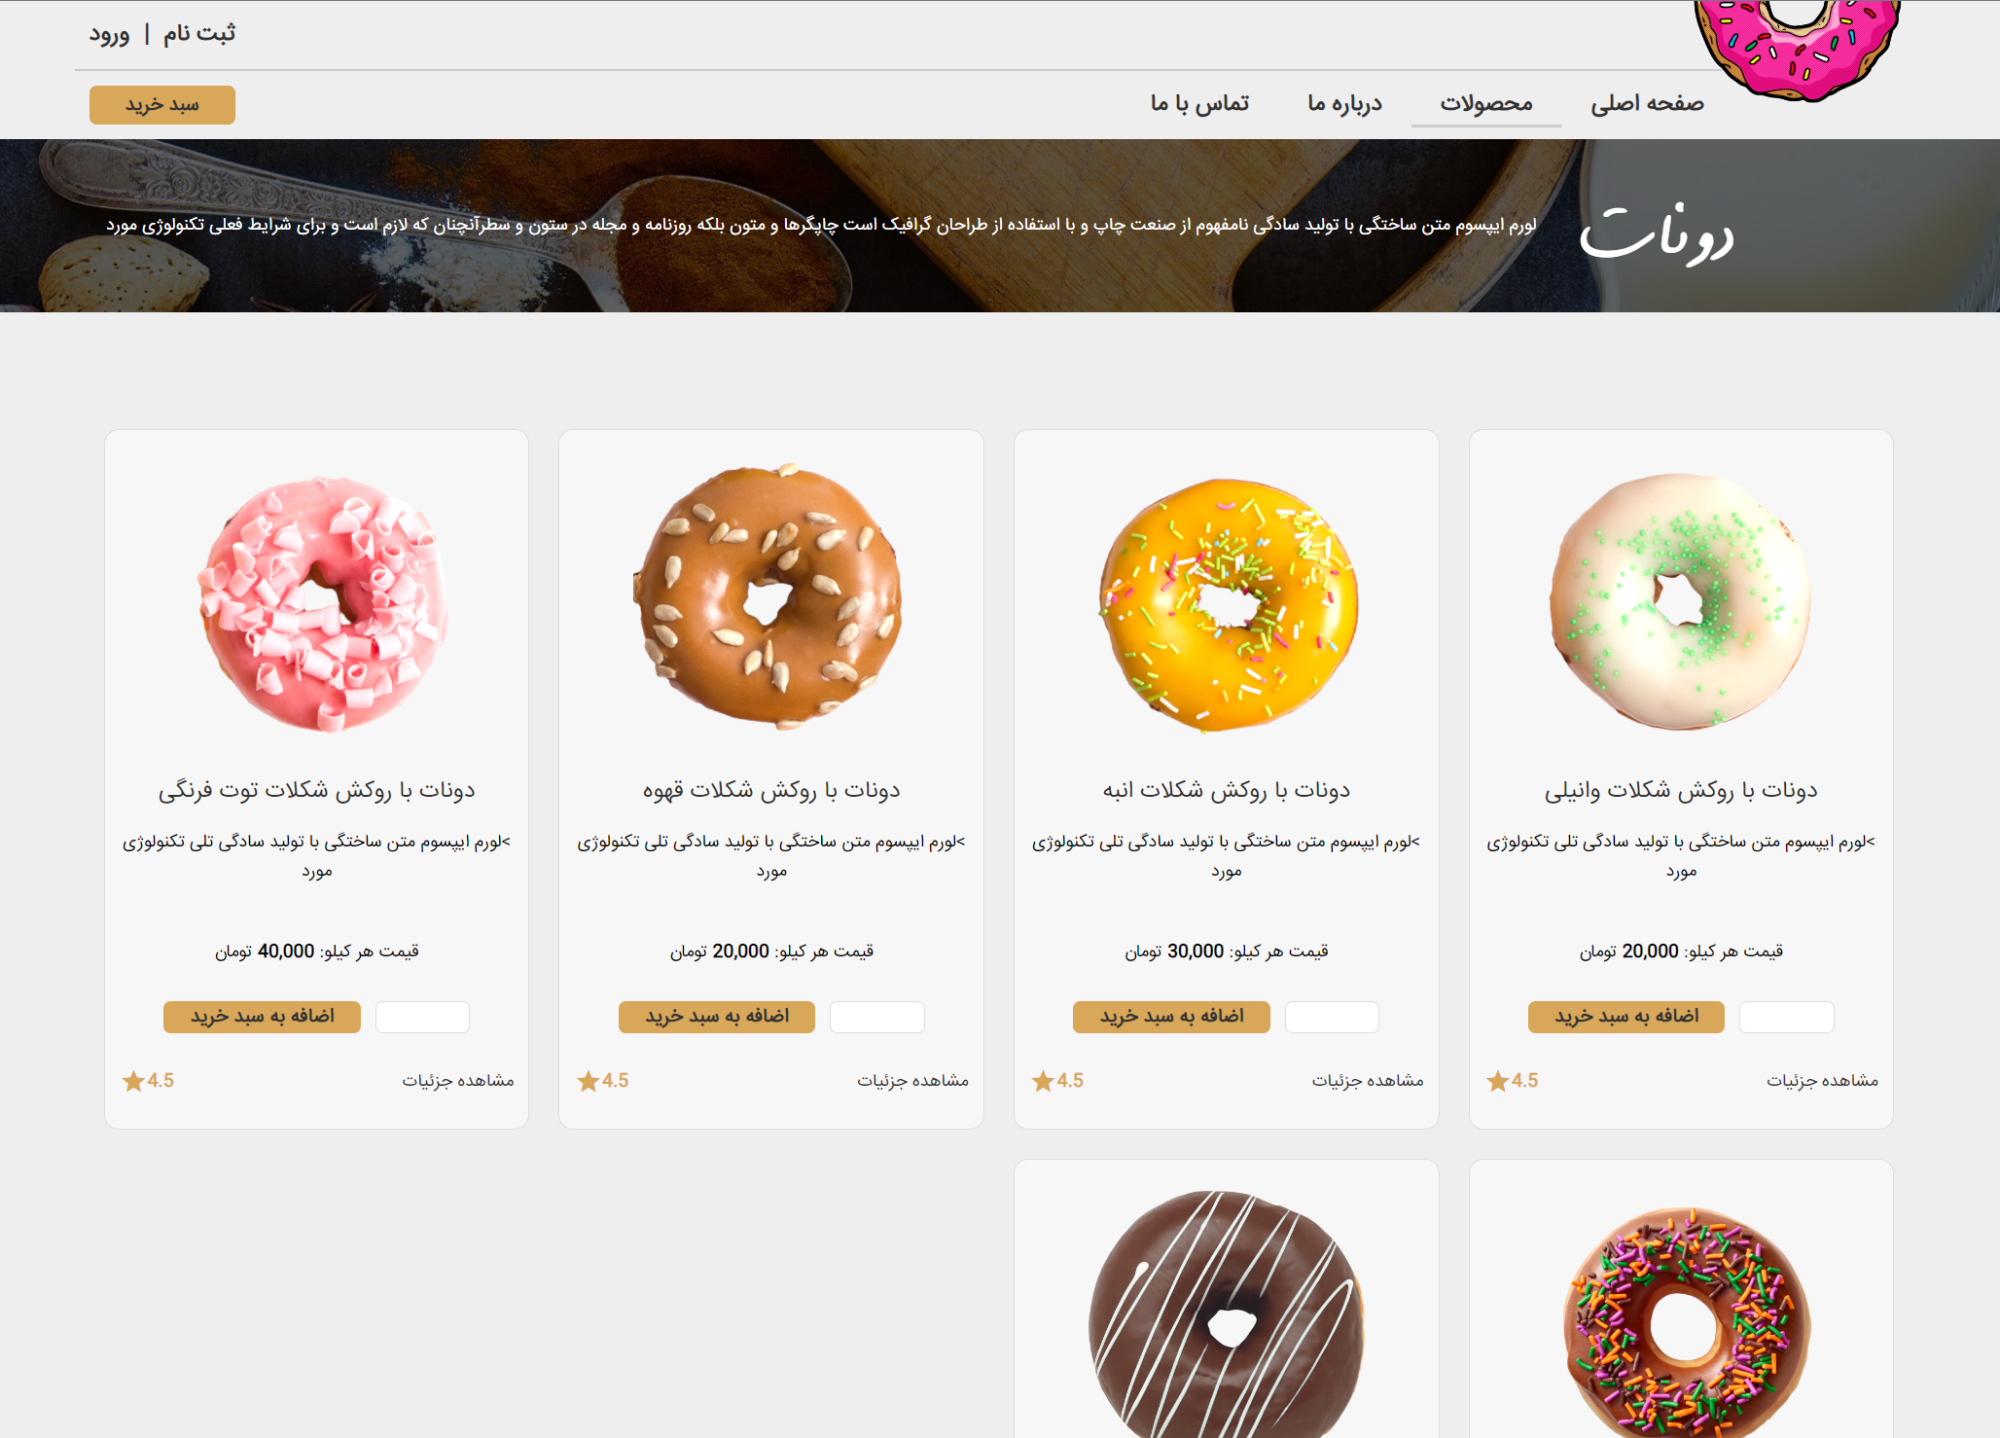 ثبت نام | ورود
صفحه اصلی
محصولات
درباره ما
تماس با ما
سبد خرید
دونات
لورم ایپسوم متن ساختگی با تولید سادگی نامفهوم از صنعت چاپ و با استفاده از طراحان گرافیک است چاپگرها و متون بلکه روزنامه و مجله در ستون و سطرآنچنان که لازم است و برای شرایط فعلی تکنولوژی مورد
دونات با روکش شکلات وانیلی
>لورم ایپسوم متن ساختگی با تولید سادگی تلی تکنولوژی
مورد
قیمت هر کیلو: 20,000 تومان
اضافه به سبد خرید
مشاهده جزئیات
4.5
دونات با روکش شکلات انبه
>لورم ایپسوم متن ساختگی با تولید سادگی تلی تکنولوژی
مورد
قیمت هر کیلو: 30,000 تومان
اضافه به سبد خرید
مشاهده جزئیات
4.5
دونات با روکش شکلات قهوه
>لورم ایپسوم متن ساختگی با تولید سادگی تلی تکنولوژی
مورد
قیمت هر کیلو: 20,000 تومان
اضافه به سبد خرید
مشاهده جزئیات
4.5
دونات با روکش شکلات توت فرنگی
>لورم ایپسوم متن ساختگی با تولید سادگی تلی تکنولوژی
مورد
قیمت هر کیلو: 40,000 تومان
اضافه به سبد خرید
مشاهده جزئیات
4.5